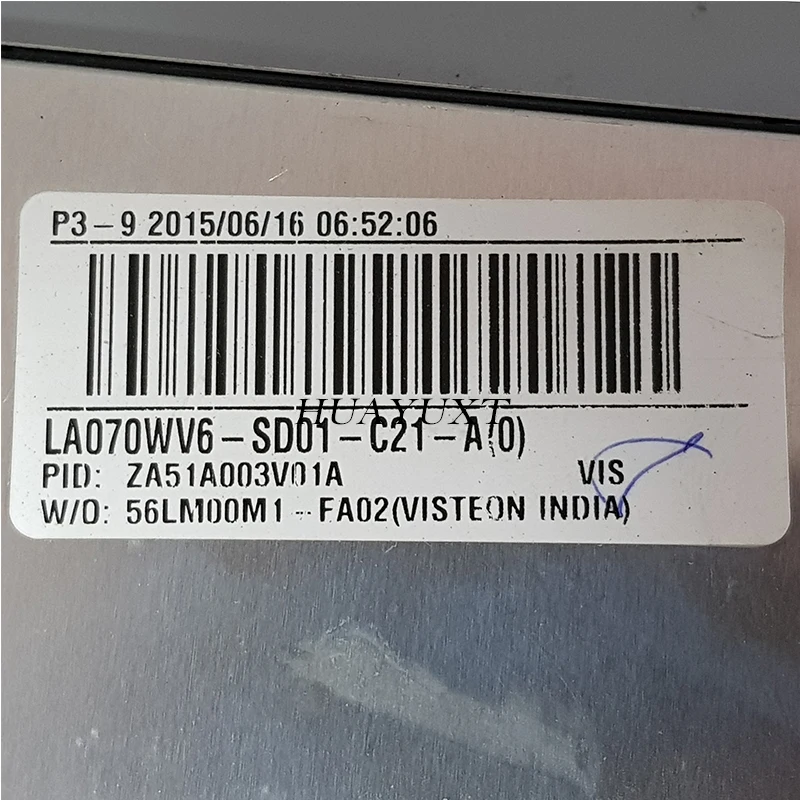 P3-9 2015/06/16 06:52:06
HUAYUXT
LA070WV6-SD01-C21-A(0)
PID: ZA51A003V01A VIS
W/O: 56LM00M1-FA02(VISTEON INDIA)